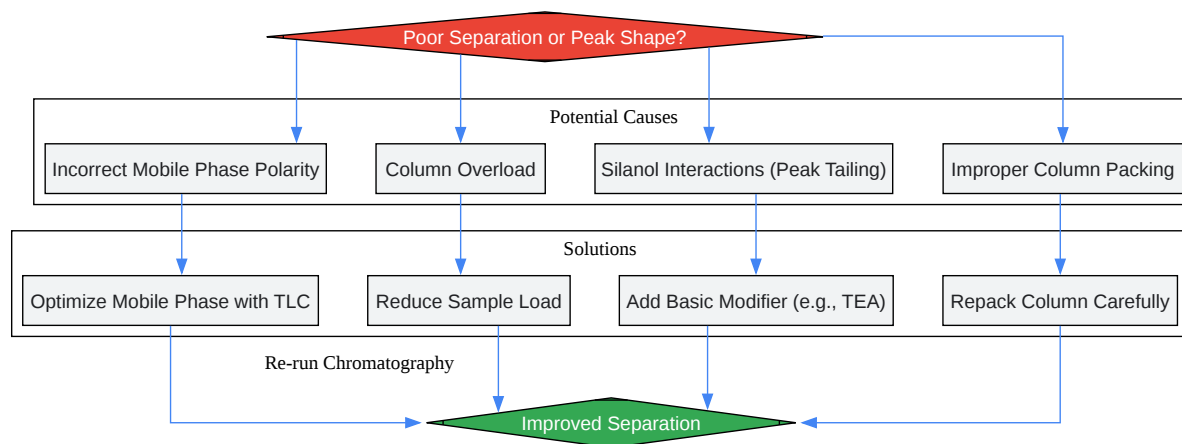 Poor Separation or Peak Shape?
Potential Causes
Incorrect Mobile Phase Polarity
Column Overload
Silanol Interactions (Peak Tailing)
Improper Column Packing
Solutions
Optimize Mobile Phase with TLC
Reduce Sample Load
Add Basic Modifier (e.g., TEA)
Repack Column Carefully
Re-run Chromatography
Improved Separation